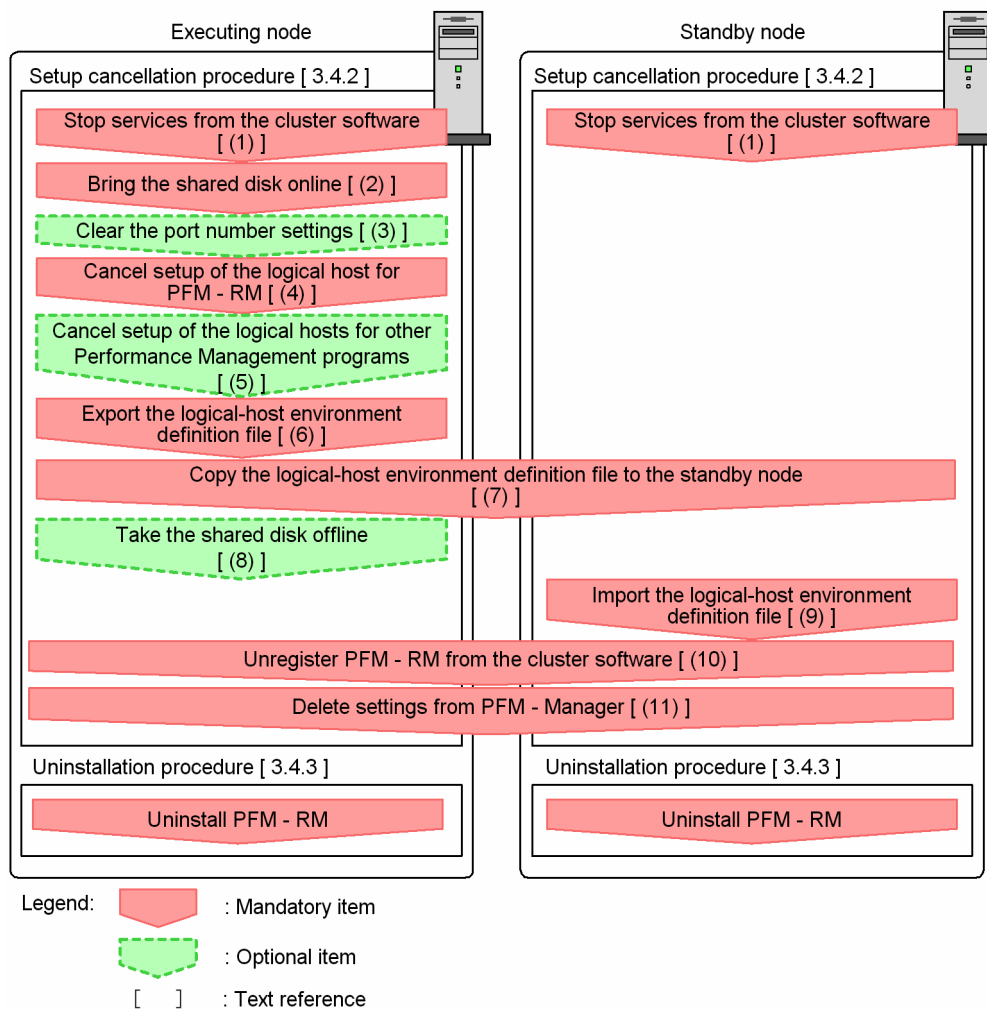 Executing node
Standby node
Setup cancellation procedure [ 3.4.2 ]
Setup cancellation procedure [ 3.4.2 ]
Stop services from the cluster software
[ (1) ]
Stop services from the cluster software
[ (1) ]
Bring the shared disk online [ (2) ]
Clear the port number settings [ (3) ]
Cancel setup of the logical host for
PFM - RM [ (4) ]
Cancel setup of the logical hosts for other
Performance Management programs
[ (5) ]
Export the logical-host environment
definition file [ (6) ]
Copy the logical-host environment definition file to the standby node
[ (7) ]
Take the shared disk offline
[ (8) ]
Import the logical-host environment
definition file [ (9) ]
Unregister PFM - RM from the cluster software [ (10) ]
Delete settings from PFM - Manager [ (11) ]
Uninstallation procedure [ 3.4.3 ]
Uninstallation procedure [ 3.4.3 ]
Uninstall PFM - RM
Uninstall PFM - RM
Legend:
: Mandatory item
: Optional item
[ ] : Text reference